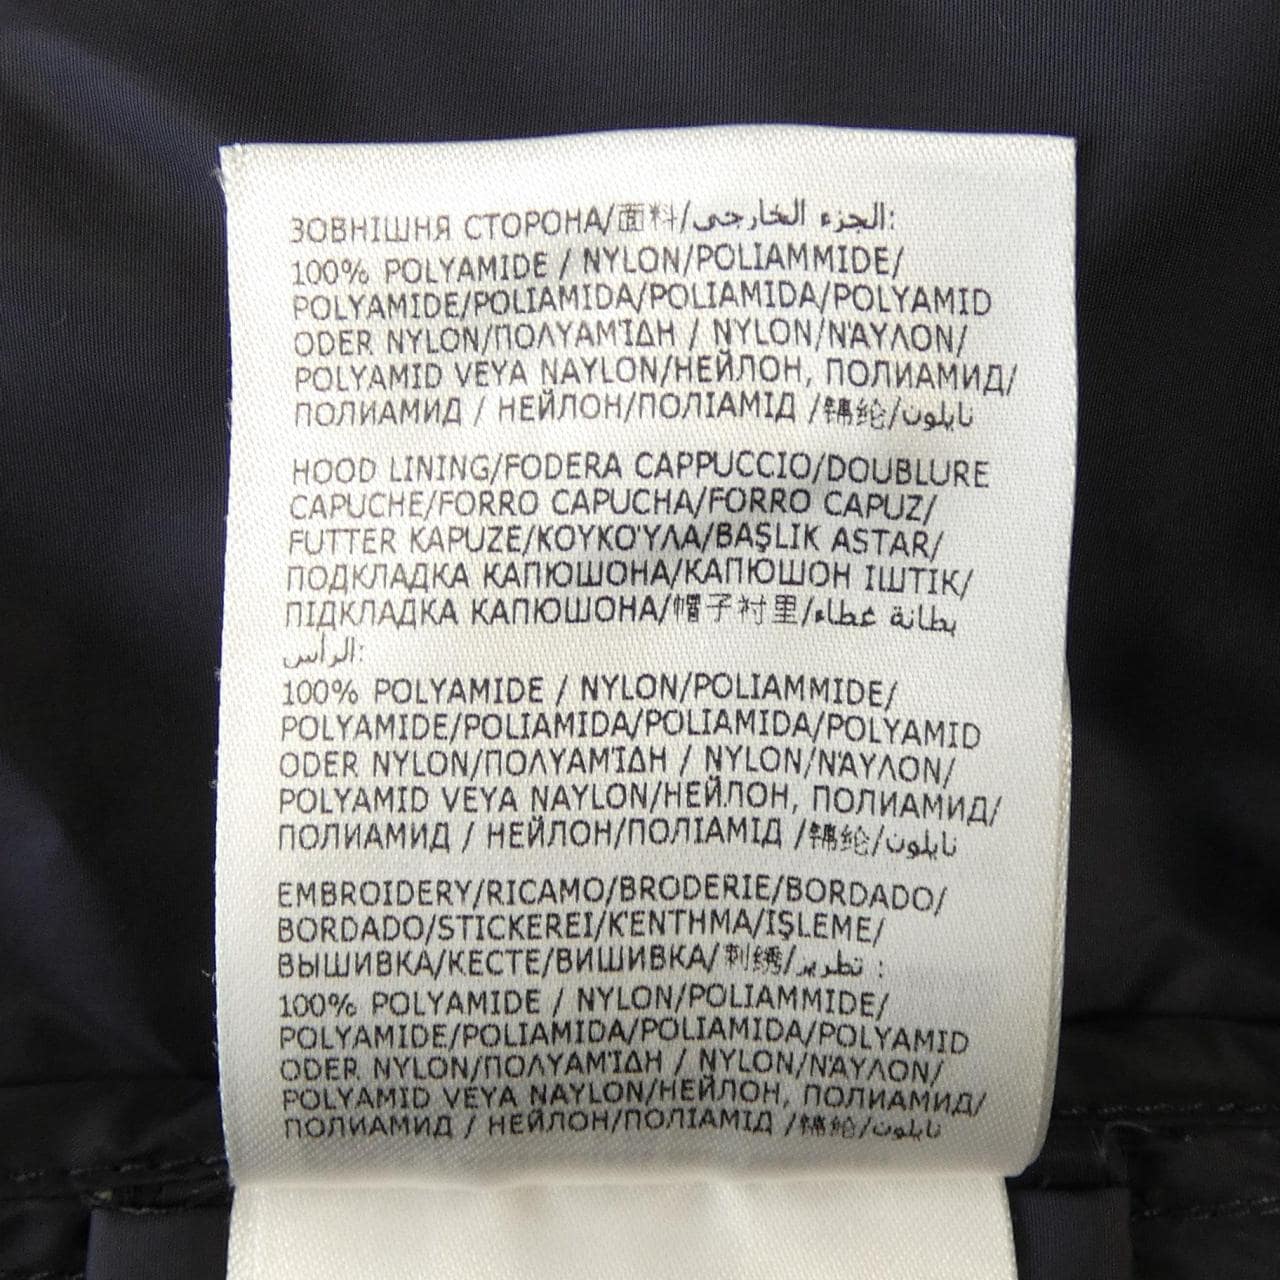 ЗОВНІШНЯ СТОРОНА/面料/الجزء الخارجي:
100% POLYAMIDE / NYLON/POLIAMMIDE/
POLYAMIDE/POLIAMIDA/POLIAMIDA/POLYAMID
ODER NYLON/ΠΟΛΥΑΜΊΔΗ / NYLON/ΝΆΥΛΟΝ/
POLYAMID VEYA NAYLON/НЕЙЛОН, ПОЛИАМИД/
ПОЛИАМИД / НЕЙЛОН/ПОЛІАМІД /锦纶/نايلون
HOOD LINING/FODERA CAPPUCCIO/DOUBLURE
CAPUCHE/FORRO CAPUCHA/FORRO CAPUZ/
FUTTER KAPUZE/ΚΟΥΚΟΎΛΑ/BAŞLIK ASTAR/
ПОДКЛАДКА КАПЮШОНА/КАПЮШОН ІШТІК/
ПІДКЛАДКА КАПЮШОНА/帽子衬里/بطانة غطاء
الرأس:
100% POLYAMIDE / NYLON/POLIAMMIDE/
POLYAMIDE/POLIAMIDA/POLIAMIDA/POLYAMID
ODER NYLON/ΠΟΛΥΑΜΊΔΗ / NYLON/ΝΆΥΛΟΝ/
POLYAMID VEYA NAYLON/НЕЙЛОН, ПОЛИАМИД/
ПОЛИАМИД / НЕЙЛОН/ПОЛІАМІД /锦纶/نايلون
EMBROIDERY/RICAMO/BRODERIE/BORDADO/
BORDADO/STICKEREI/ΚΈΝΤΗΜΑ/IŞLEME/
ВЫШИВКА/КЕСТЕ/ВИШИВКА/刺绣/تطريز :
100% POLYAMIDE / NYLON/POLIAMMIDE/
POLYAMIDE/POLIAMIDA/POLIAMIDA/POLYAMID
ODER NYLON/ΠΟΛΥΑΜΊΔΗ / NYLON/ΝΆΥΛΟΝ/
POLYAMID VEYA NAYLON/НЕЙЛОН, ПОЛИАМИД/
ПОЛИАМИД / НЕЙЛОН/ПОЛІАМІД /锦纶/نايلون